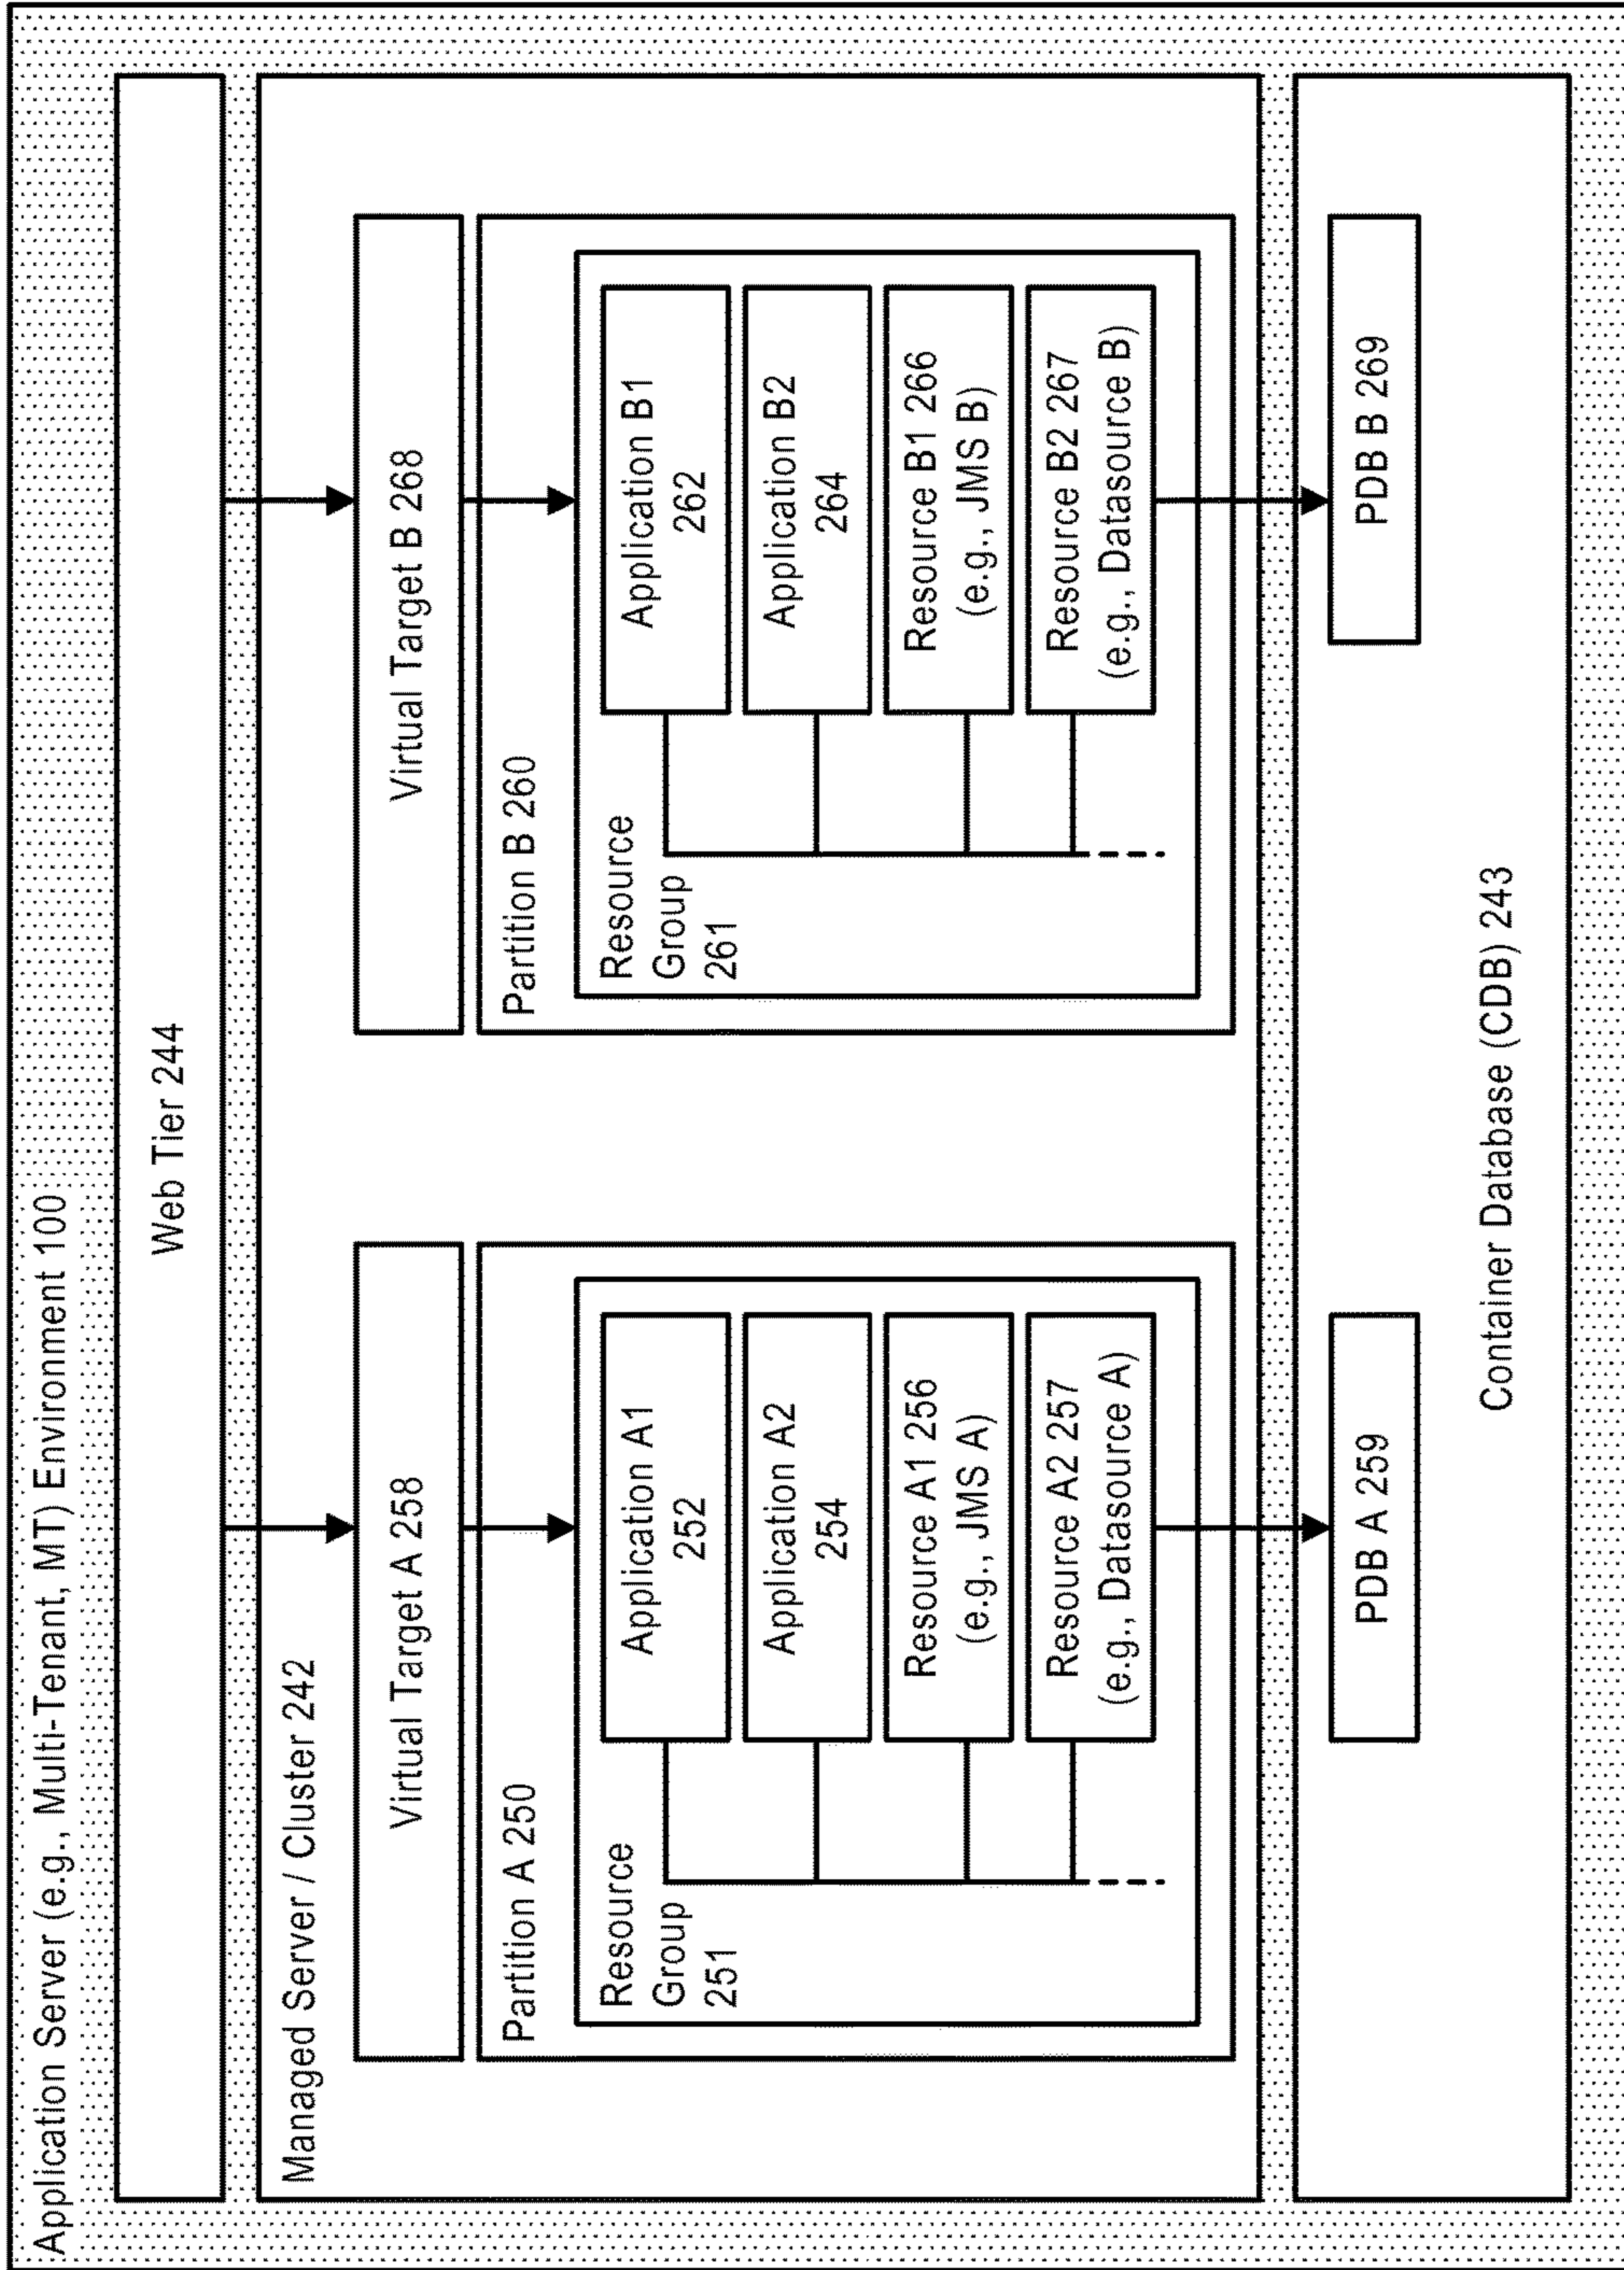 Application Server (e.g., Multi-Tenant, MT) Environment 100
Web Tier 244
Managed Server / Cluster 242
Virtual Target A 258
Partition A 250
Resource
Group
251
Application A1
252
Application A2
254
Resource A1 256
(e.g., JMS A)
Resource A2 257
(e.g., Datasource A)
Virtual Target B 268
Partition B 260
Resource
Group
261
Application B1
262
Application B2
264
Resource B1 266
(e.g., JMS B)
Resource B2 267
(e.g., Datasource B)
PDB A 259
PDB B 269
Container Database (CDB) 243